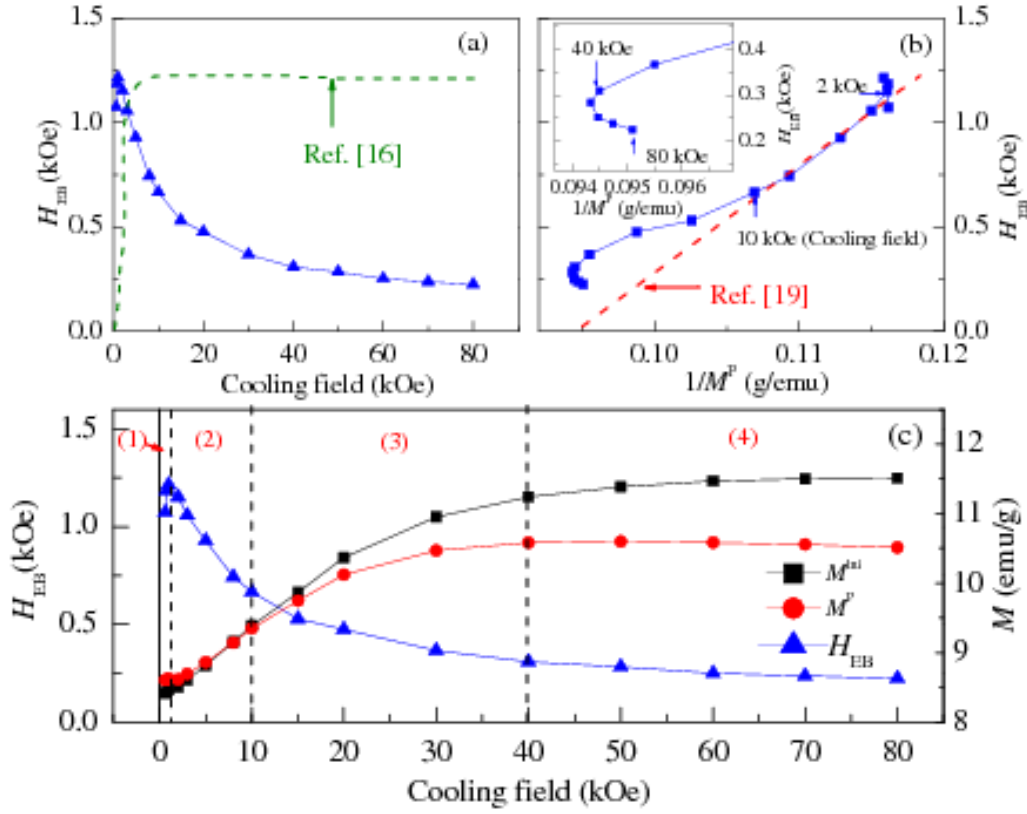 (a)
1.5
1.0
0.5
0.0
H_EB (kOe)
0 20 40 60 80
Cooling field (kOe)
Ref. [16]
(b)
1.5
1.0
0.5
0.0
H_EB (kOe)
0.10 0.11 0.12
1/M^P (g/emu)
2 kOe
10 kOe (Cooling field)
Ref. [19]
40 kOe
80 kOe
0.4
0.3
0.2
H_EB(kOe)
0.094 0.095 0.096
1/M^P (g/emu)
(c)
(1) (2) (3) (4)
1.5
1.0
0.5
0.0
H_EB (kOe)
12
11
10
9
8
M (emu/g)
M^ini
M^P
H_EB
0 10 20 30 40 50 60 70 80
Cooling field (kOe)